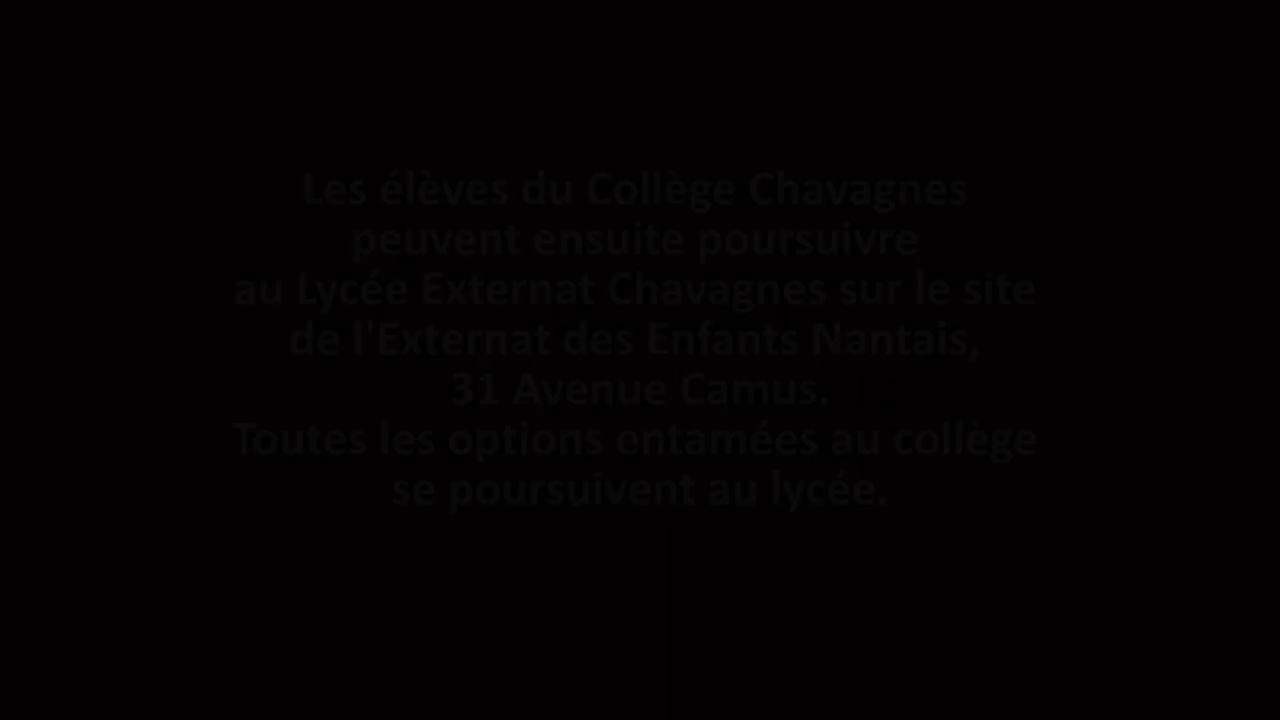 Les élèves du Collège Chavagnes
peuvent ensuite poursuivre
au Lycée Externat Chavagnes sur le site
de l'Externat des Enfants Nantais,
31 Avenue Camus.
Toutes les options entamées au collège
se poursuivent au lycée.